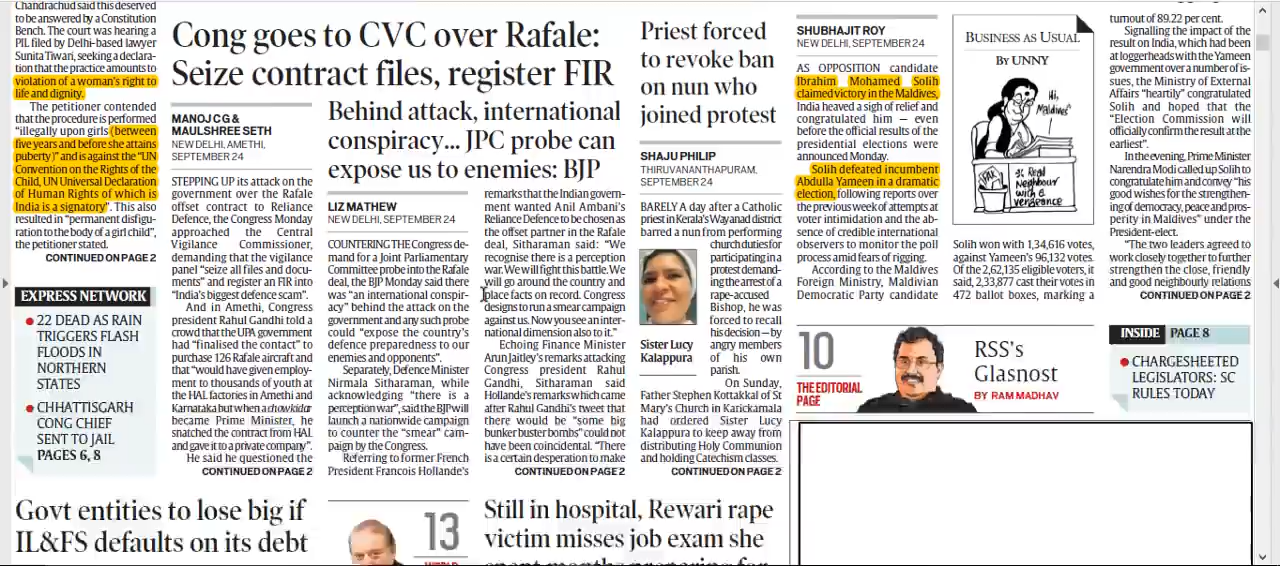 Chandrachud said this deserved
to be answered by a Constitution
Bench. The court was hearing a
PIL filed by Delhi-based lawyer
Sunita Tiwari, seeking a declara-
tion that the practice amounts to
violation of a woman's right to
life and dignity.
The petitioner contended
that the procedure is performed
"illegally upon girls (between
five years and before she attains
puberty)" and is against the "UN
Convention on the Rights of the
Child, UN Universal Declaration
of Human Rights of which is
India is a signatory". This also
resulted in "permanent disfigu-
ration to the body of a girl child",
the petitioner stated.
CONTINUED ON PAGE 2
EXPRESS NETWORK
22 DEAD AS RAIN
TRIGGERS FLASH
FLOODS IN
NORTHERN
STATES
CHHATTISGARH
CONG CHIEF
SENT TO JAIL
PAGES 6, 8
Cong goes to CVC over Rafale:
Seize contract files, register FIR
MANOJ C G &
MAULSHREE SETH
NEW DELHI, AMETHI,
SEPTEMBER 24
STEPPING UP its attack on the
government over the Rafale
offset contract to Reliance
Defence, the Congress Monday
approached the Central
Vigilance Commissioner,
demanding that the vigilance
panel "seize all files and docu-
ments" and register an FIR into
"India's biggest defence scam".
And in Amethi, Congress
president Rahul Gandhi told a
crowd that the UPA government
had "finalised the contact" to
purchase 126 Rafale aircraft and
that "would have given employ-
ment to thousands of youth at
the HAL factories in Amethi and
Karnataka but when a chowkidar
became Prime Minister, he
snatched the contract from HAL
and gave it to a private company".
He said he questioned the
CONTINUED ON PAGE 2
Behind attack, international
conspiracy... JPC probe can
expose us to enemies: BJP
LIZ MATHEW
NEW DELHI, SEPTEMBER 24
COUNTERING THE Congress de-
mand for a Joint Parliamentary
Committee probe into the Rafale
deal, the BJP Monday said there
was "an international conspir-
acy" behind the attack on the
government and any such probe
could "expose the country's
defence preparedness to our
enemies and opponents".
Separately, Defence Minister
Nirmala Sitharaman, while
acknowledging "there is a
perception war", said the BJP will
launch a nationwide campaign
to counter the "smear" cam-
paign by the Congress.
Referring to former French
President Francois Hollande's
remarks that the Indian govern-
ment wanted Anil Ambani's
Reliance Defence to be chosen as
the offset partner in the Rafale
deal, Sitharaman said: "We
recognise there is a perception
war. We will fight this battle. We
will go around the country and
place facts on record. Congress
designs to run a smear campaign
against us. Now you see an inter-
national dimension also to it."
Echoing Finance Minister
Arun Jaitley's remarks attacking
Congress president Rahul
Gandhi, Sitharaman said
Hollande's remarks which came
after Rahul Gandhi's tweet that
there would be "some big
bunker buster bombs" could not
have been coincidental. "There
is a certain desperation to make
CONTINUED ON PAGE 2
Priest forced
to revoke ban
on nun who
joined protest
SHAJU PHILIP
THIRUVANANTHAPURAM,
SEPTEMBER 24
BARELY A day after a Catholic
priest in Kerala's Wayanad district
barred a nun from performing
church duties for
participating in a
protest demand-
ing the arrest of a
rape-accused
Bishop, he was
forced to recall
his decision — by
angry members
of his own
parish.
Sister Lucy
Kalappura
On Sunday,
Father Stephen Kottakkal of St
Mary's Church in Karickamala
had ordered Sister Lucy
Kalappura to keep away from
distributing Holy Communion
and holding Catechism classes.
CONTINUED ON PAGE 2
SHUBHAJIT ROY
NEW DELHI, SEPTEMBER 24
AS OPPOSITION candidate
Ibrahim Mohamed Solih
claimed victory in the Maldives,
India heaved a sigh of relief and
congratulated him — even
before the official results of the
presidential elections were
announced Monday.
Solih defeated incumbent
Abdulla Yameen in a dramatic
election, following reports over
the previous week of attempts at
voter intimidation and the ab-
sence of credible international
observers to monitor the poll
process amid fears of rigging.
According to the Maldives
Foreign Ministry, Maldivian
Democratic Party candidate
BUSINESS AS USUAL
BY UNNY
Hi,
Maldives"
Read
Neighbour
with a
vengeance
Solih won with 1,34,616 votes,
against Yameen's 96,132 votes.
Of the 2,62,135 eligible voters, it
said, 2,33,877 cast their votes in
472 ballot boxes, marking a
turnout of 89.22 per cent.
Signalling the impact of the
result on India, which had been
at loggerheads with the Yameen
government over a number of is-
sues, the Ministry of External
Affairs "heartily" congratulated
Solih and hoped that the
"Election Commission will
officially confirm the result at the
earliest".
In the evening, Prime Minister
Narendra Modi called up Solih to
congratulate him and convey "his
good wishes for the strengthen-
ing of democracy, peace and pros-
perity in Maldives" under the
President-elect.
"The two leaders agreed to
work closely together to further
strengthen the close, friendly
and good neighbourly relations
CONTINUED ON PAGE 2
10
THE EDITORIAL
PAGE
RSS's
Glasnost
BY RAM MADHAV
INSIDE PAGE 8
CHARGESHEETED
LEGISLATORS: SC
RULES TODAY
Govt entities to lose big if
IL&FS defaults on its debt
13
WORLD
Still in hospital, Rewari rape
victim misses job exam she
spent months preparing for